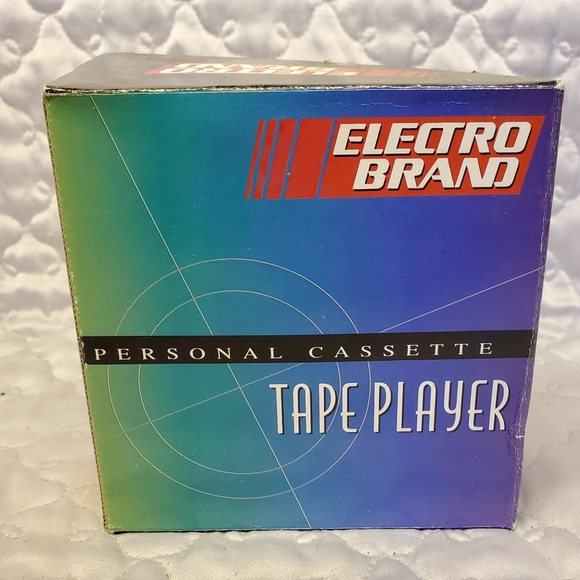 ELECTRO
BRAND
PERSONAL CASSETTE
TAPE PLAYER